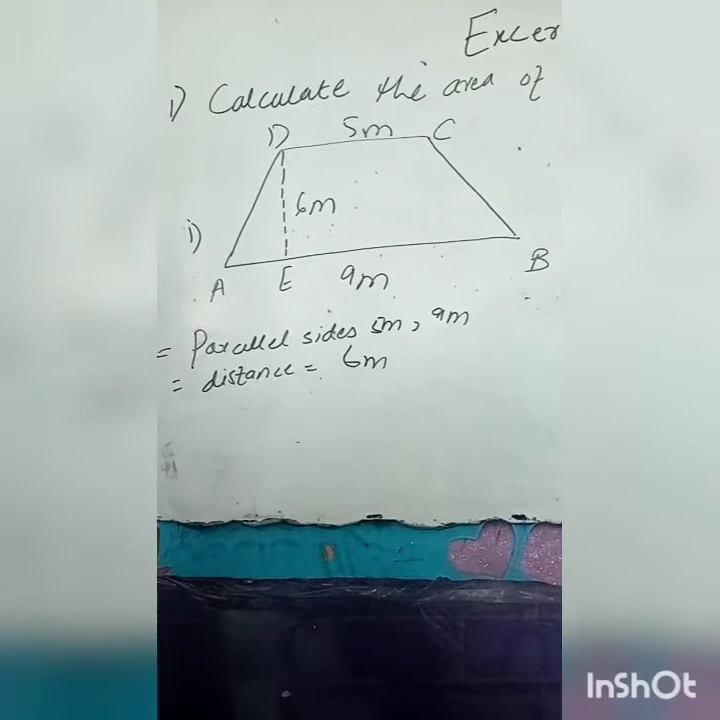 Excer
1) Calculate the area of
D 5m C
6m
i)
A E 9m B
= Parallel sides 5m, 9m
= distance = 6m
InShOt